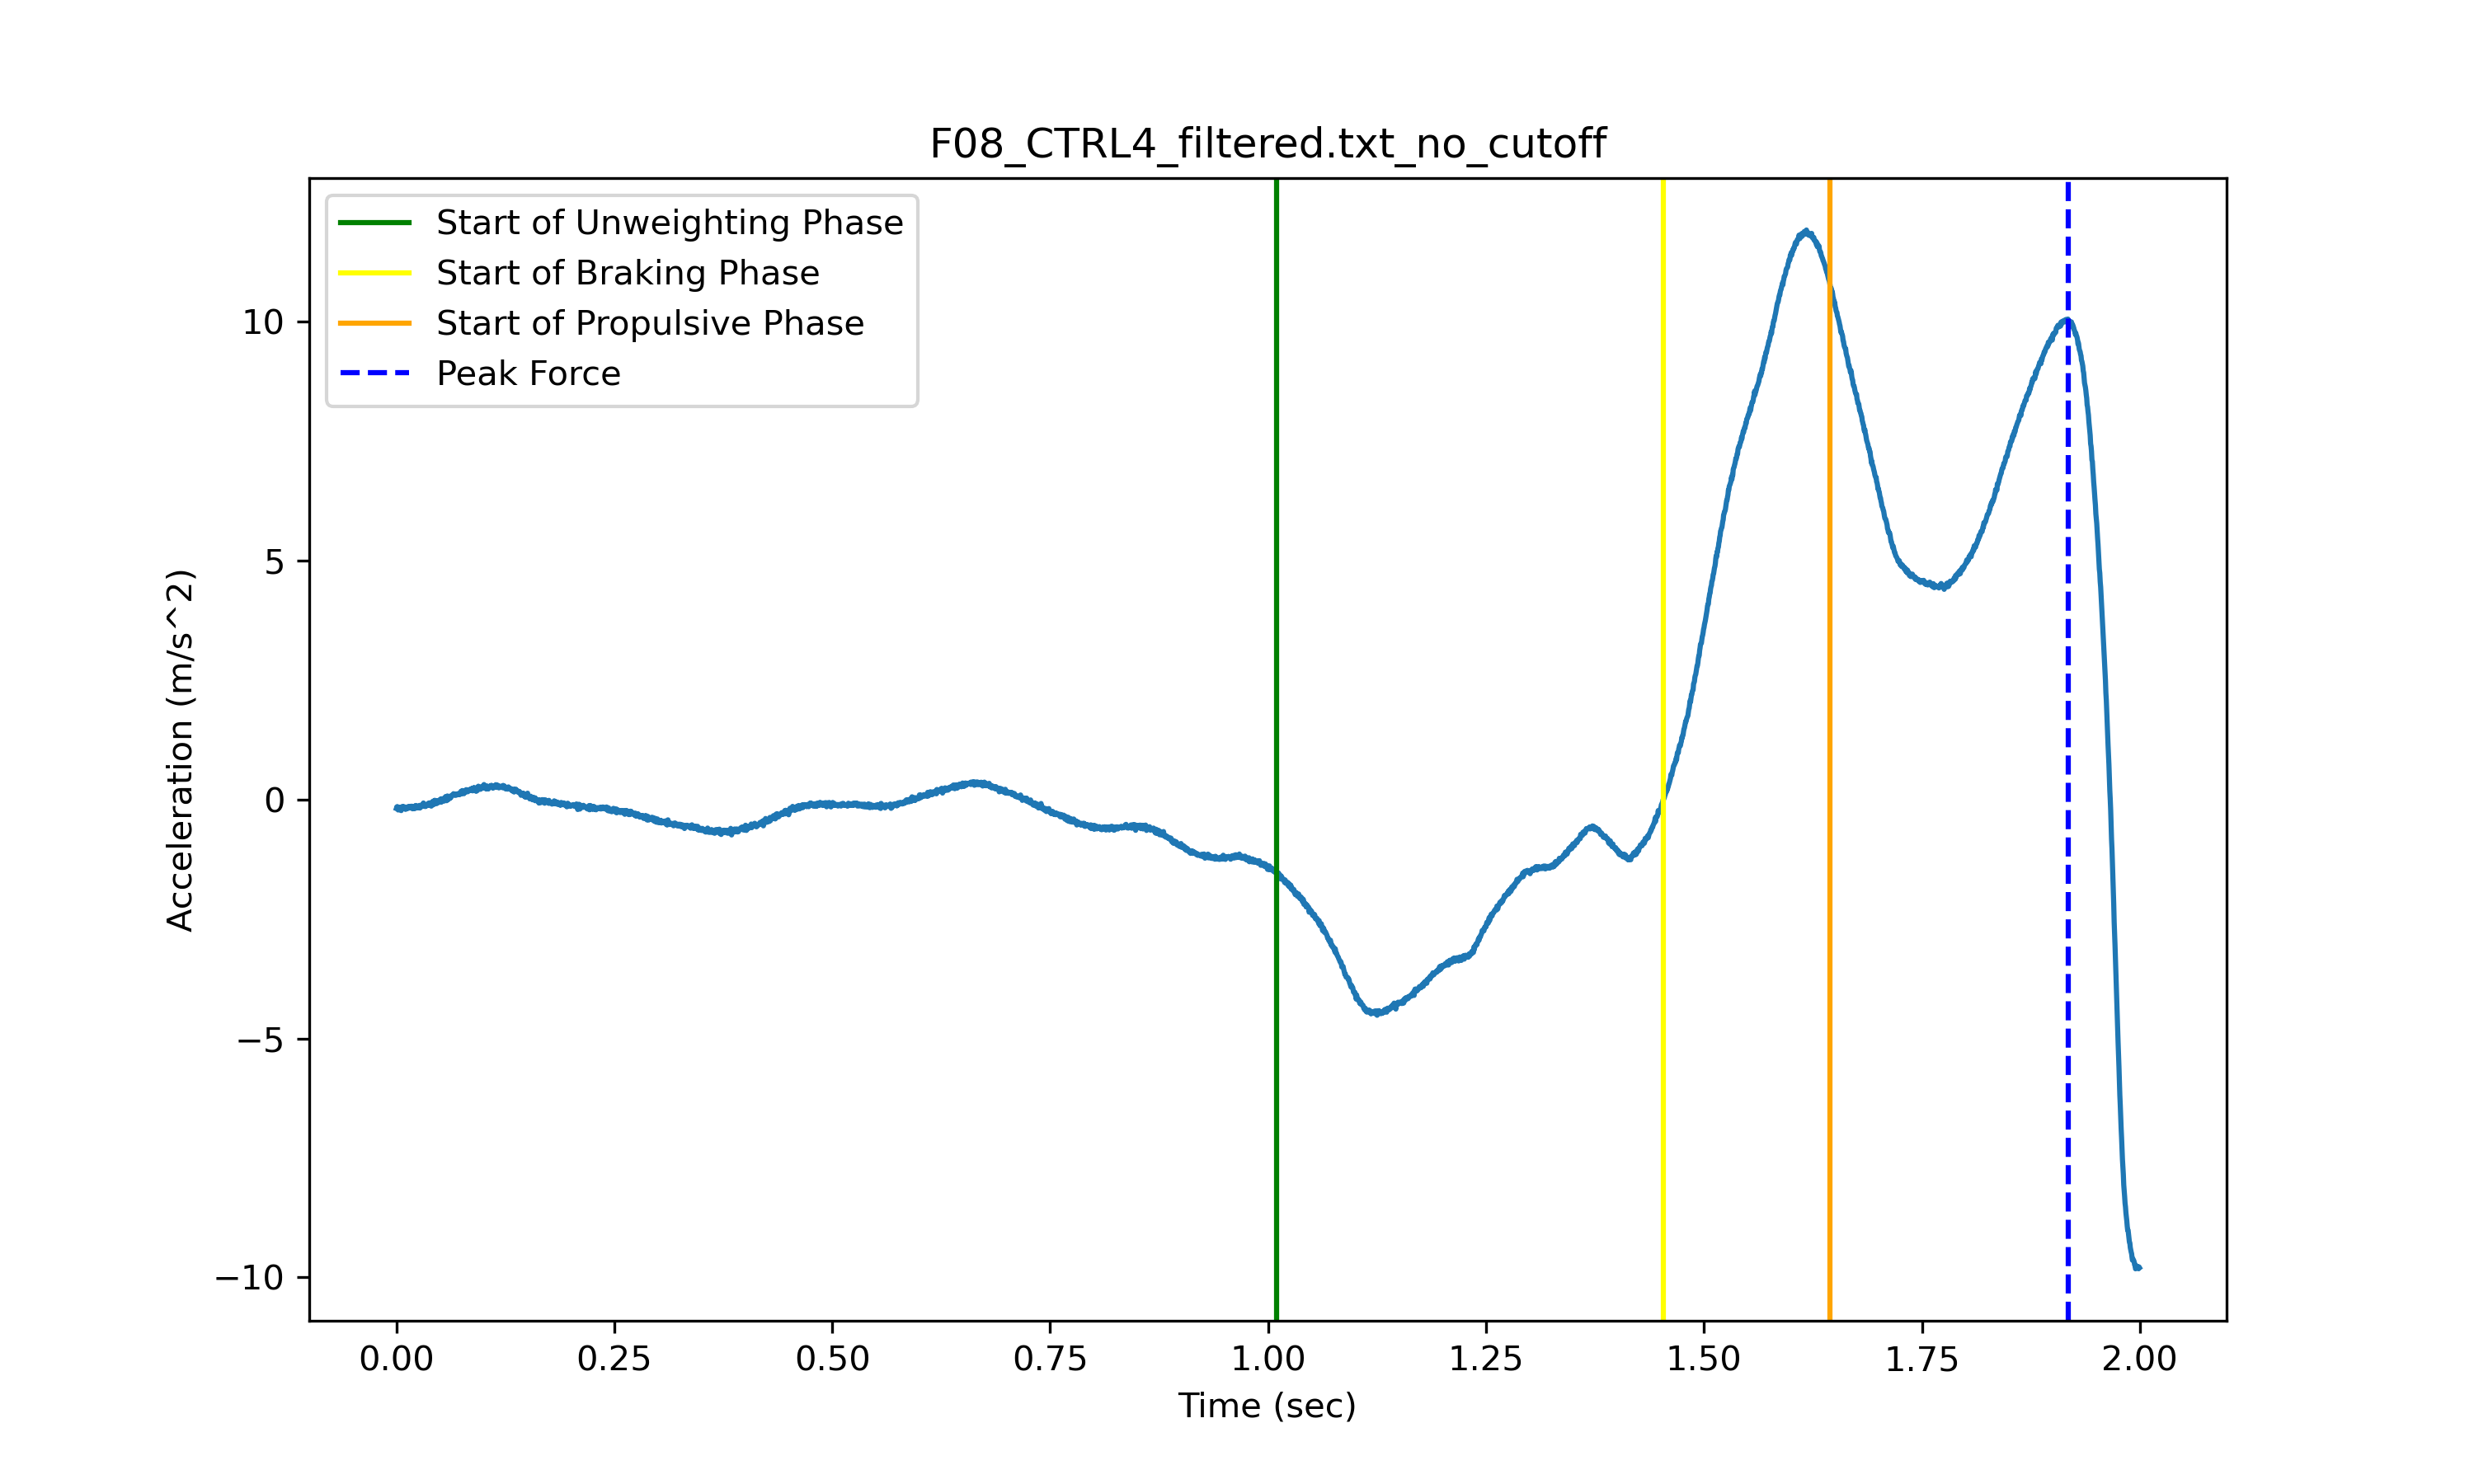 F08_CTRL4_filtered.txt_no_cutoff
Start of Unweighting Phase
Start of Braking Phase
Start of Propulsive Phase
Peak Force
Acceleration (m/s^2)
10
5
0
−5
−10
0.00 0.25 0.50 0.75 1.00 1.25 1.50 1.75 2.00
Time (sec)